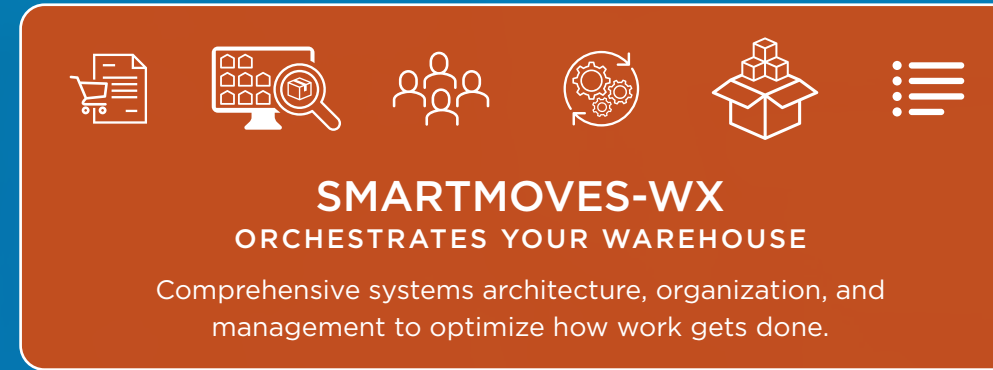 SMARTMOVES-WX
ORCHESTRATES YOUR WAREHOUSE
Comprehensive systems architecture, organization, and
management to optimize how work gets done.